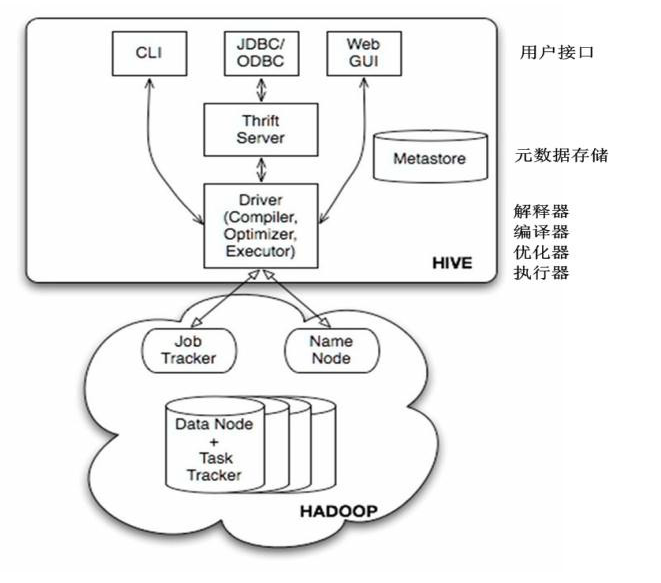 CLI
JDBC/
ODBC
Web
GUI
用户接口
Thrift
Server
Metastore
元数据存储
Driver
(Compiler,
Optimizer,
Executor)
解释器
编译器
优化器
执行器
HIVE
Job
Tracker
Name
Node
Data Node
+
Task
Tracker
HADOOP